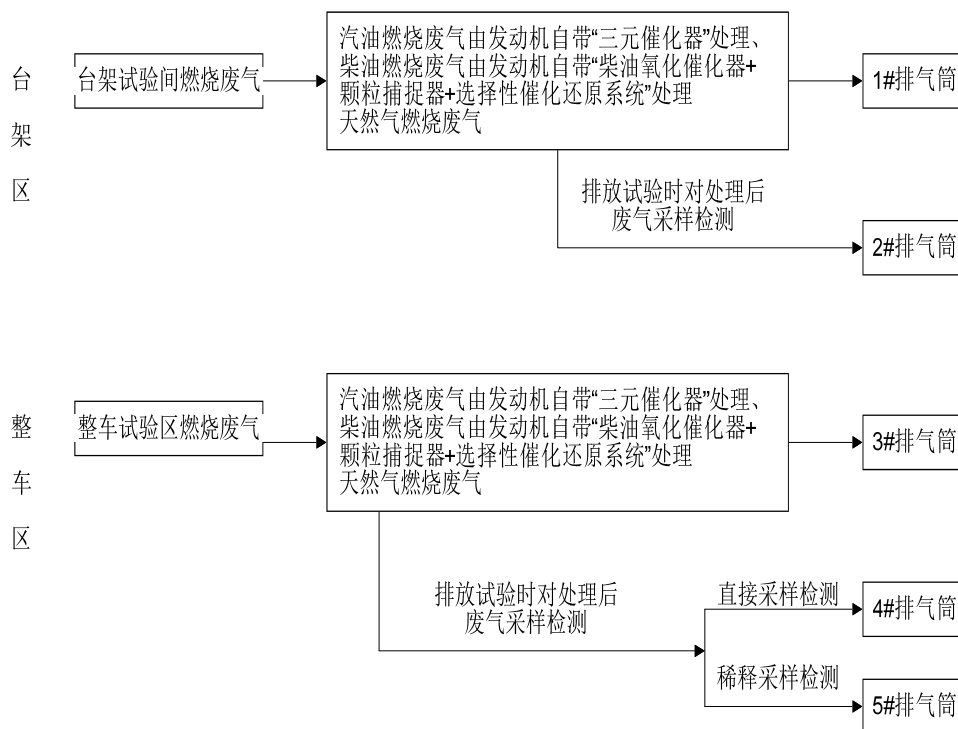 台架区
台架试验间燃烧废气
汽油燃烧废气由发动机自带“三元催化器”处理、
柴油燃烧废气由发动机自带“柴油氧化催化器+
颗粒捕捉器+选择性催化还原系统”处理
天然气燃烧废气
1#排气筒
排放试验时对处理后
废气采样检测
2#排气筒
整车区
整车试验区燃烧废气
汽油燃烧废气由发动机自带“三元催化器”处理、
柴油燃烧废气由发动机自带“柴油氧化催化器+
颗粒捕捉器+选择性催化还原系统”处理
天然气燃烧废气
3#排气筒
排放试验时对处理后
废气采样检测
直接采样检测
4#排气筒
稀释采样检测
5#排气筒